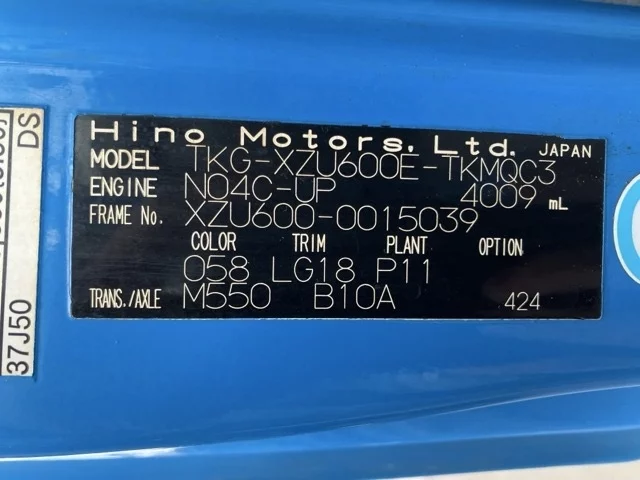 Hino Motors, Ltd. JAPAN
MODEL TKG-XZU600E-TKMQC3
ENGINE N04C-UP 4009 mL
FRAME No. XZU600-0015039
COLOR TRIM PLANT OPTION
058 LG18 P11
TRANS./AXLE M550 B10A 424
DS
37J50